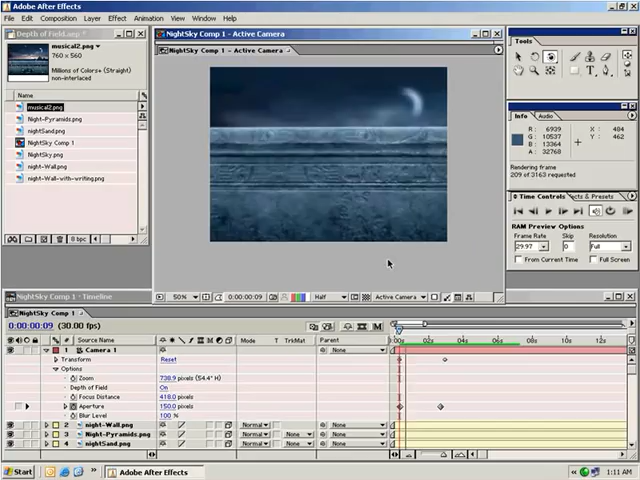 Adobe After Effects
File Edit Composition Layer Effect Animation View Window Help
Depth of Field.aep *
musical2.png
760 x 560
Millions of Colors+ (Straight)
non-interlaced
Name
musical2.png
Night-Pyramids.png
nightSand.png
NightSky Comp 1
NightSky.png
night-Wall.png
night-Wall-with-writing.png
8 bpc
NightSky Comp 1 - Active Camera
NightSky Comp 1 - Active Camera
50%
0:00:00:09
Half
Active Camera
Tools
Info Audio
R : 6939
G : 10537
B : 13364
A : 32768
X : 484
Y : 462
Rendering frame
209 of 3163 requested
Time Controls
cts & Presets
RAM Preview Options
Frame Rate Skip Resolution
29.97 0 Full
From Current Time Full Screen
NightSky Comp 1 - Timeline
NightSky Comp 1
0:00:00:09 (30.00 fps)
# Source Name Mode T TrkMat Parent
02s 04s 06s 08s 10s 12s
1 Camera 1 None
Transform Reset
Options
Zoom 738.9 pixels (54.4° H)
Depth of Field On
Focus Distance 418.0 pixels
Aperture 150.0 pixels
Blur Level 100 %
2 night-Wall.png Normal None
3 Night-Pyramids.png Normal None None
4 nightSand.png Normal None None
Start
Adobe After Effects
1:11 AM